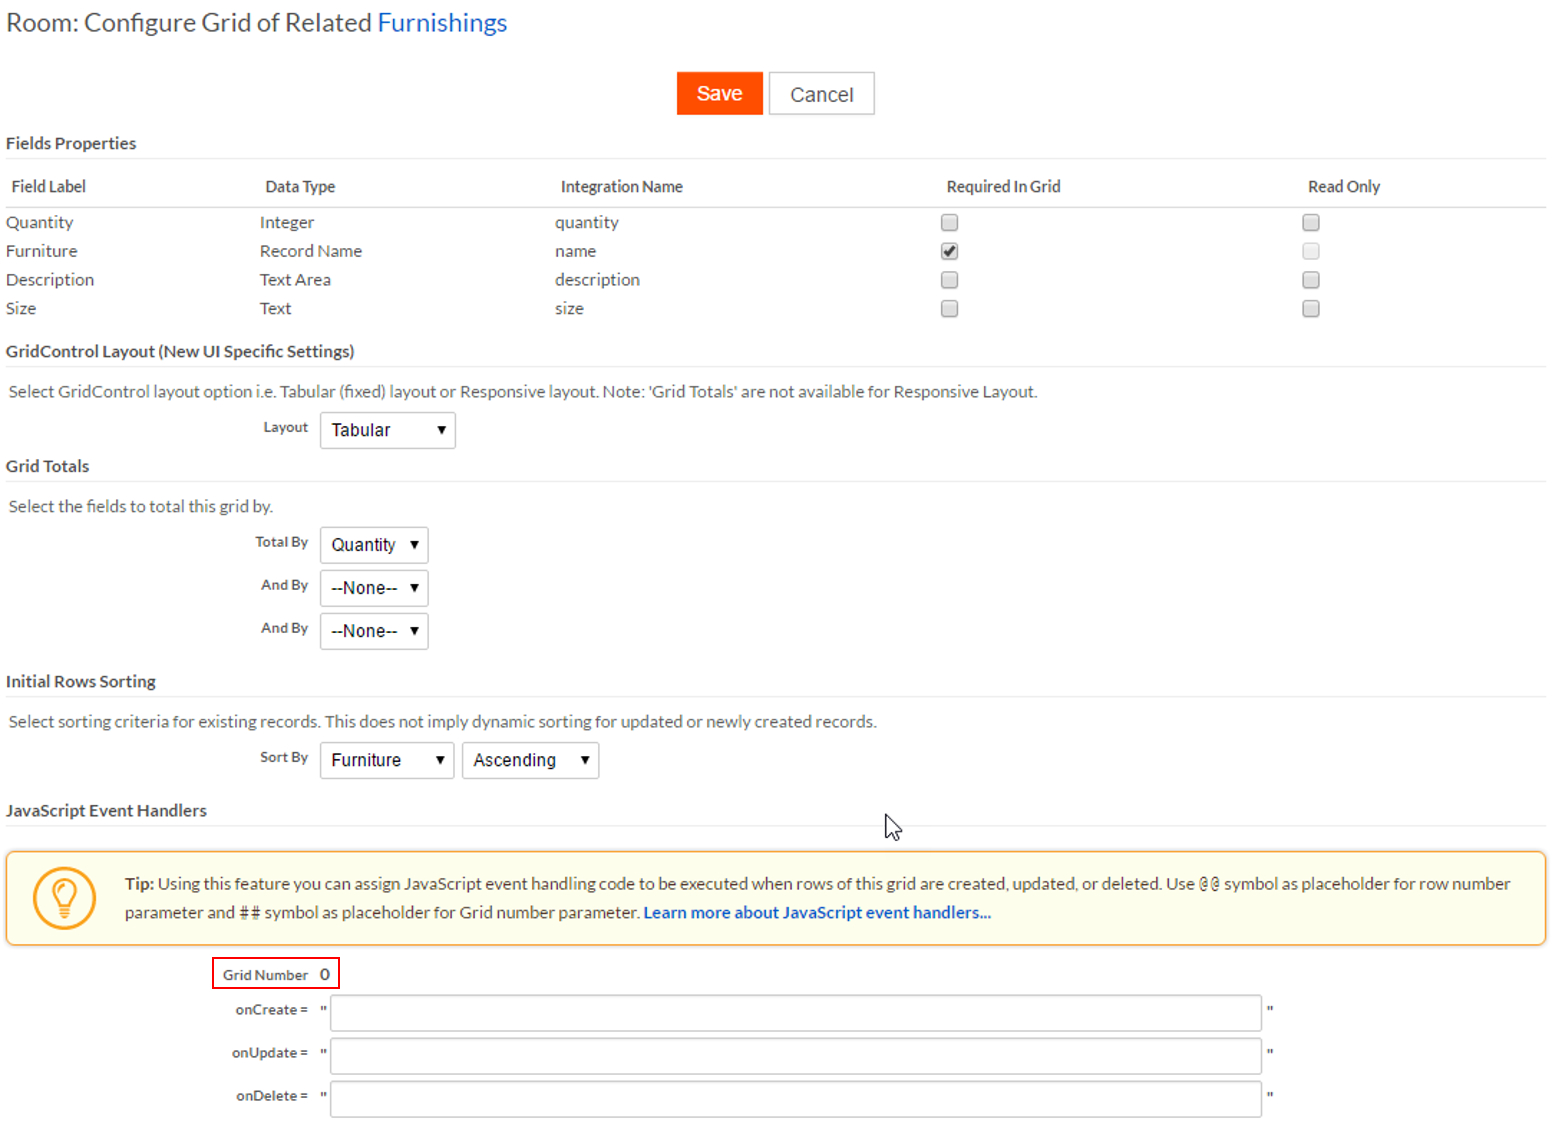 Room: Configure Grid of Related Furnishings
Save Cancel
Fields Properties
Field Label Data Type Integration Name Required In Grid Read Only
Quantity Integer quantity
Furniture Record Name name
Description Text Area description
Size Text size
GridControl Layout (New UI Specific Settings)
Select GridControl layout option i.e. Tabular (fixed) layout or Responsive layout. Note: 'Grid Totals' are not available for Responsive Layout.
Layout Tabular
Grid Totals
Select the fields to total this grid by.
Total By Quantity
And By --None--
And By --None--
Initial Rows Sorting
Select sorting criteria for existing records. This does not imply dynamic sorting for updated or newly created records.
Sort By Furniture Ascending
JavaScript Event Handlers
Tip: Using this feature you can assign JavaScript event handling code to be executed when rows of this grid are created, updated, or deleted. Use @@ symbol as placeholder for row number
parameter and ## symbol as placeholder for Grid number parameter. Learn more about JavaScript event handlers...
Grid Number 0
onCreate = " "
onUpdate = " "
onDelete = " "